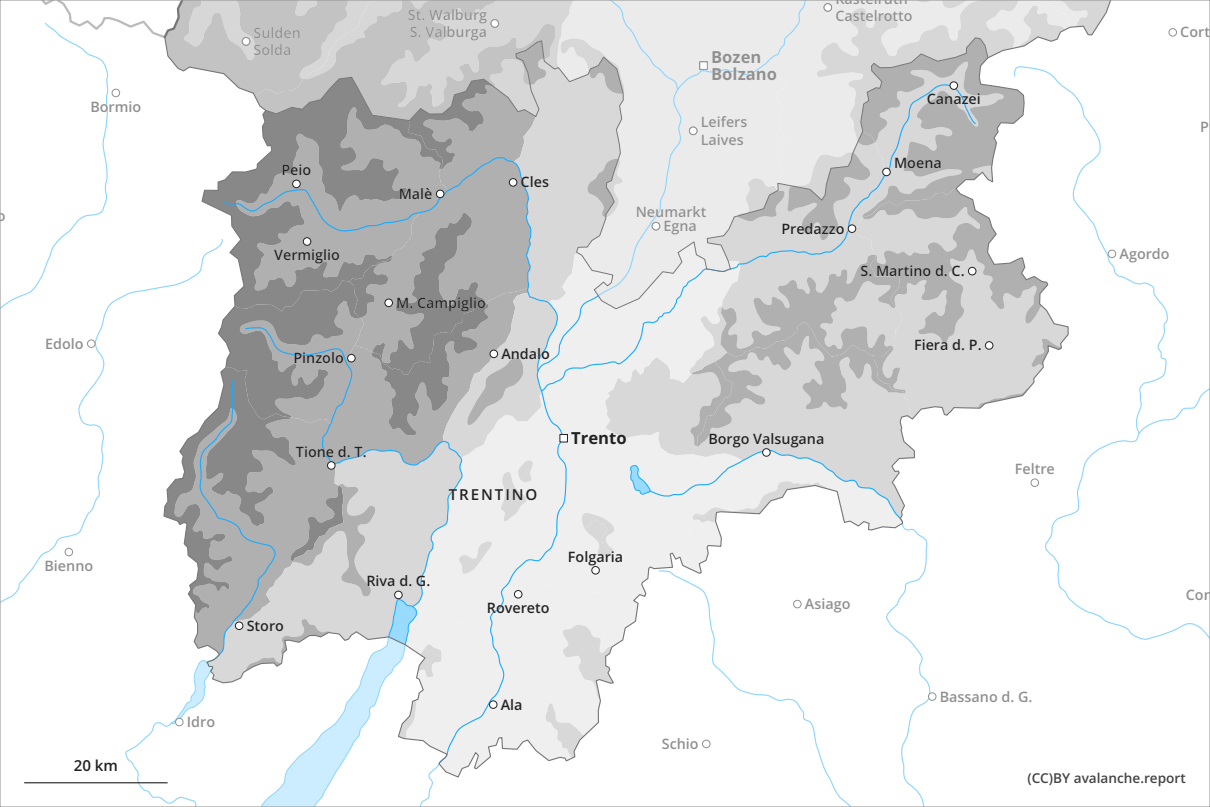 Kastelruth
Castelrotto
St. Walburg
S. Valburga
Sulden
Solda
Cort
Bozen
Bolzano
Bormio
Canazei
Leifers
Laives
P
Moena
Peio
Malè
Cles
Neumarkt
Egna
Predazzo
Vermiglio
Agordo
S. Martino d. C.
M. Campiglio
Edolo
Pinzolo
Andalo
Fiera d. P.
Trento
Borgo Valsugana
Tione d. T.
Feltre
TRENTINO
Bienno
Folgaria
Riva d. G.
Rovereto
Asiago
Cor
Storo
Bassano d. G.
Ala
Idro
Schio
20 km
(CC)BY avalanche.report